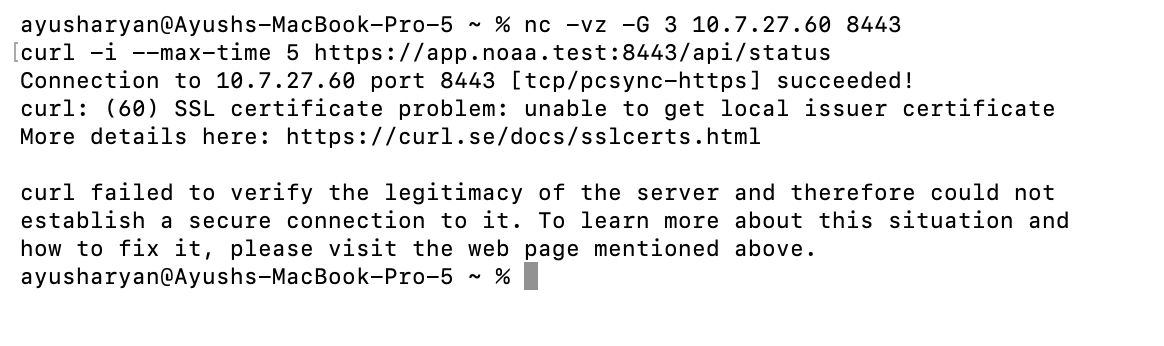 ayusharyan@Ayushs-MacBook-Pro-5 ~ % nc -vz -G 3 10.7.27.60 8443
[curl -i --max-time 5 https://app.noaa.test:8443/api/status
Connection to 10.7.27.60 port 8443 [tcp/pcsync-https] succeeded!
curl: (60) SSL certificate problem: unable to get local issuer certificate
More details here: https://curl.se/docs/sslcerts.html

curl failed to verify the legitimacy of the server and therefore could not
establish a secure connection to it. To learn more about this situation and
how to fix it, please visit the web page mentioned above.
ayusharyan@Ayushs-MacBook-Pro-5 ~ %